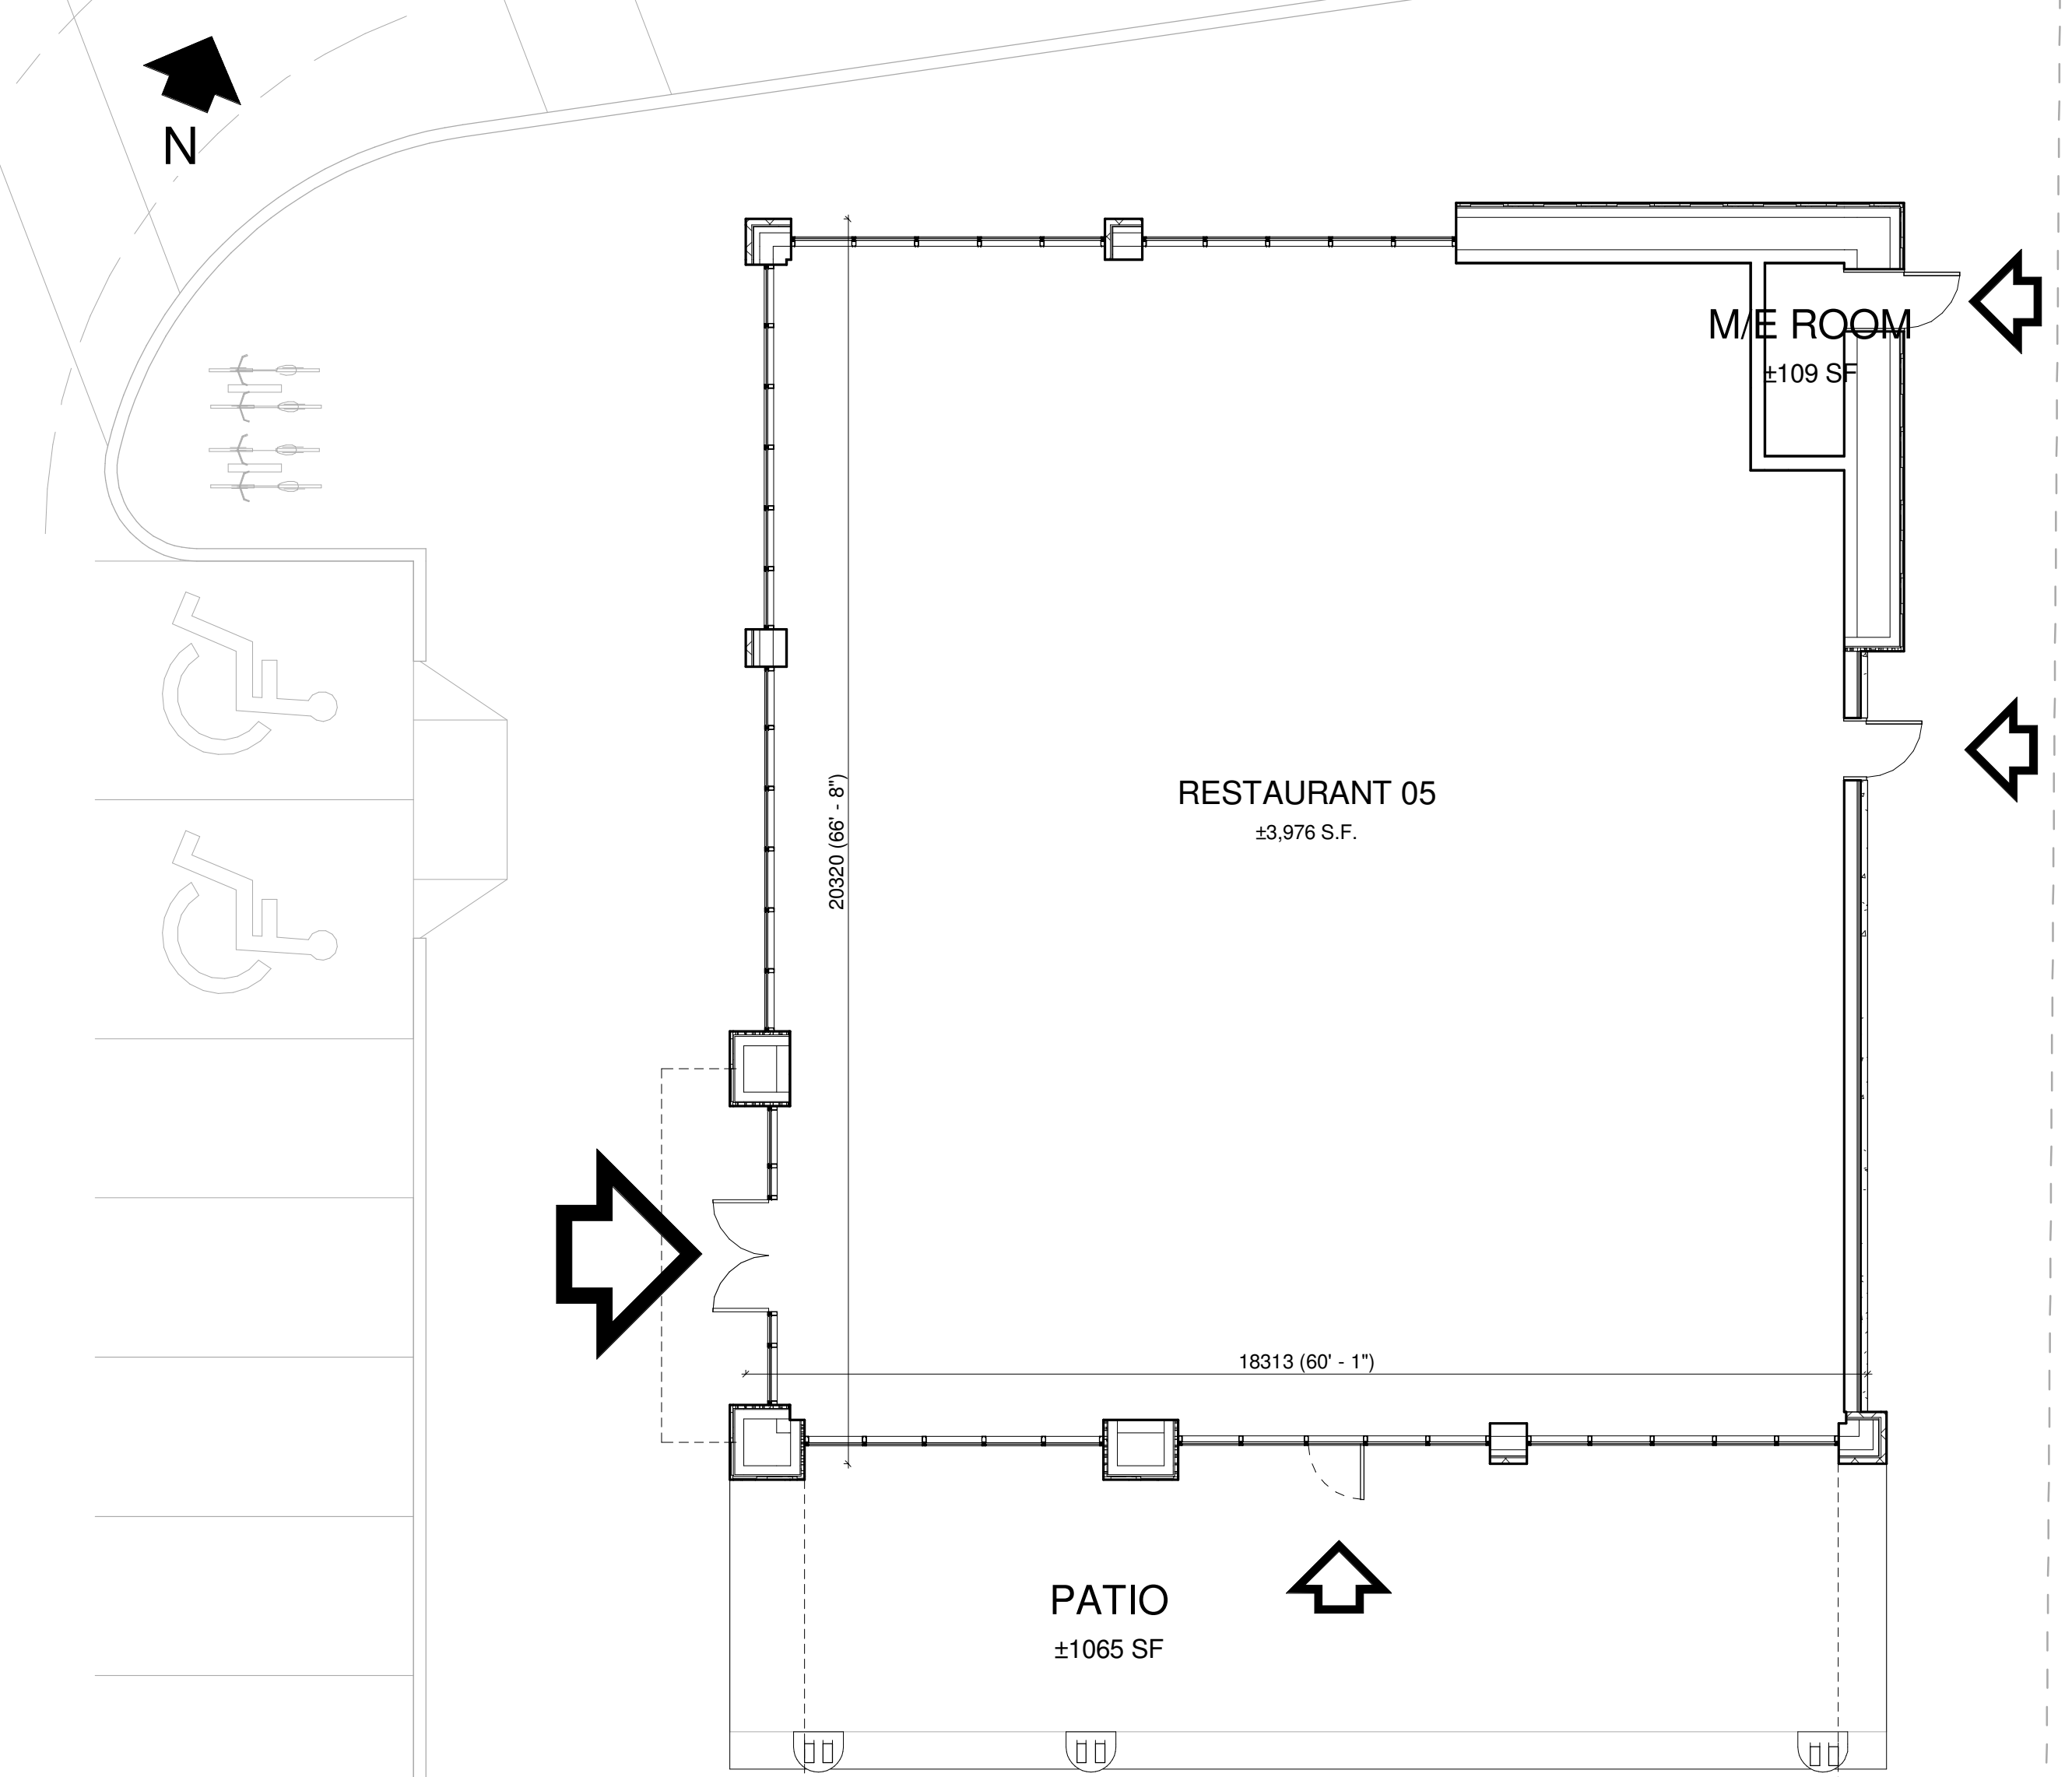 N
M/E ROOM
±109 SF
RESTAURANT 05
±3,976 S.F.
20320 (66' - 8")
18313 (60' - 1")
PATIO
±1065 SF